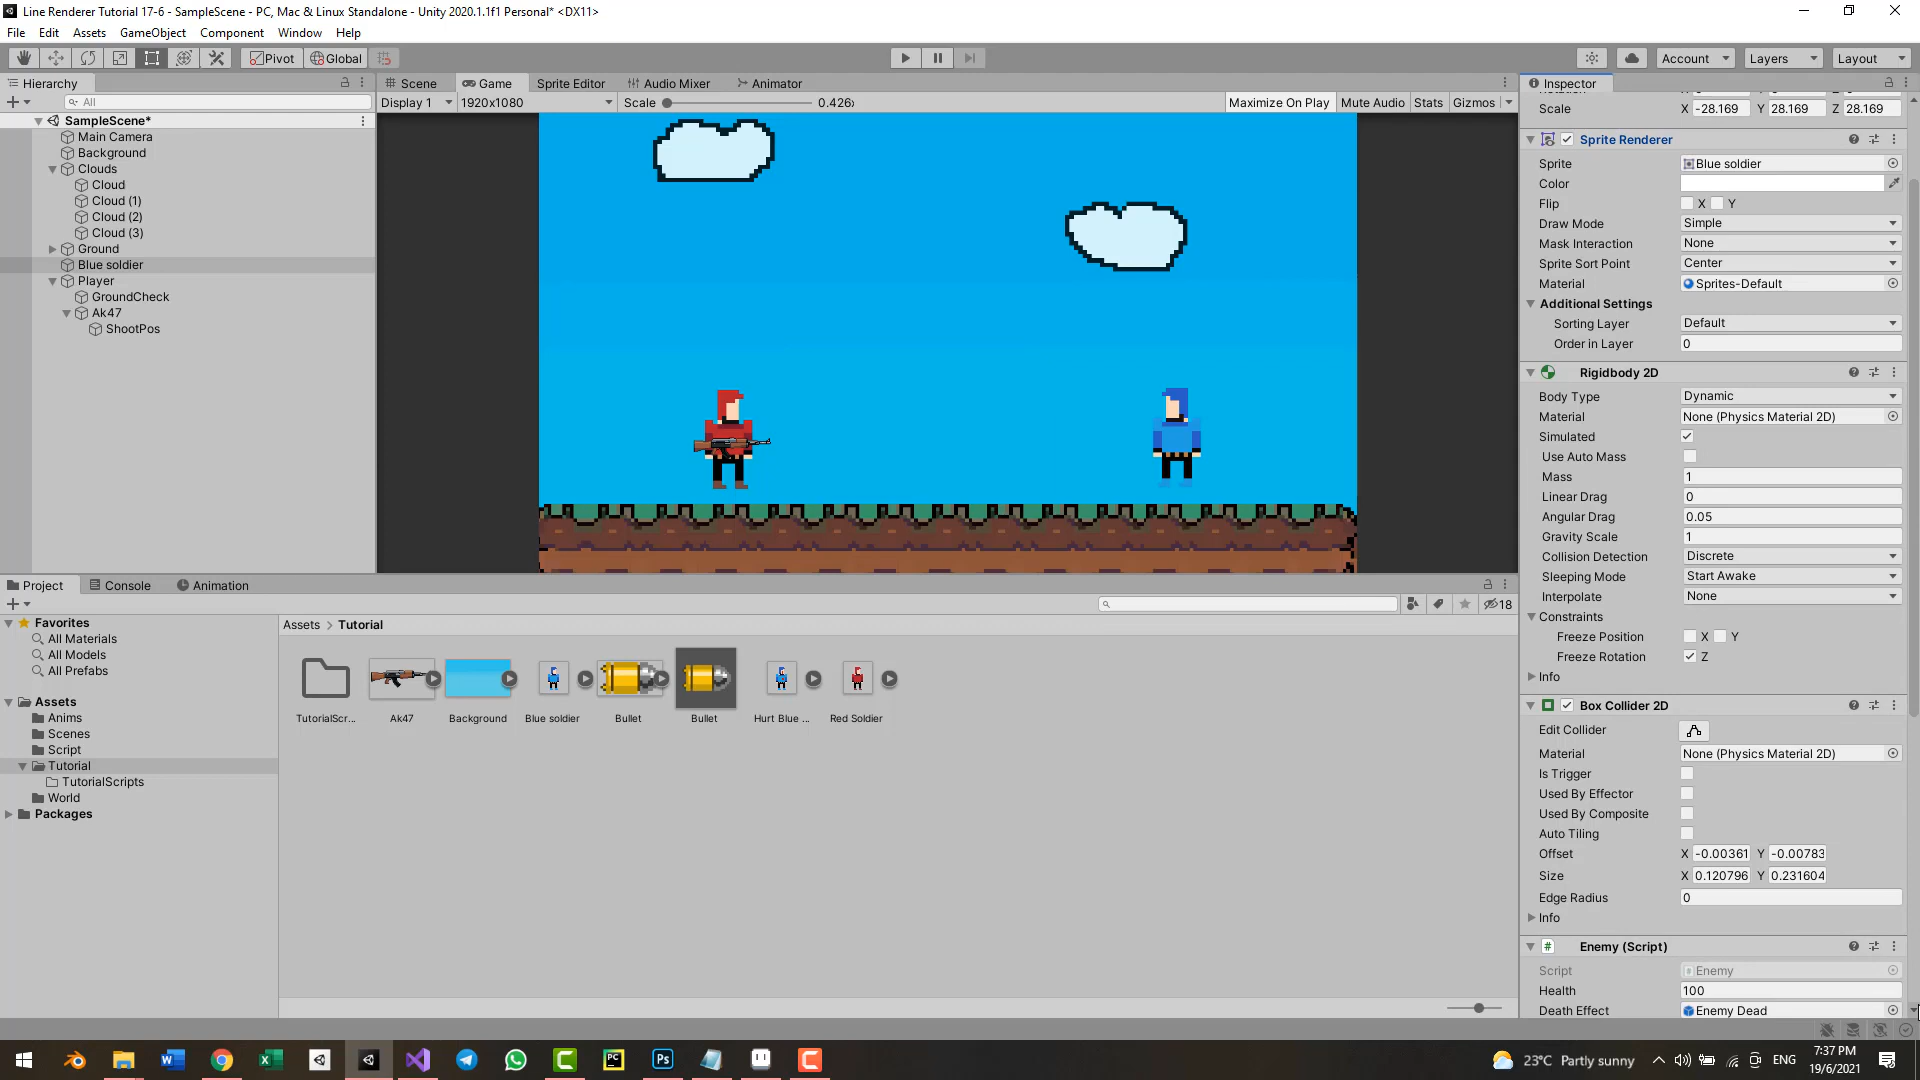 Line Renderer Tutorial 17-6 - SampleScene - PC, Mac & Linux Standalone - Unity 2020.1.1f1 Personal* <DX11>
File Edit Assets GameObject Component Window Help
Pivot Global Account Layers Layout
Hierarchy
All
SampleScene*
Main Camera
Background
Clouds
Cloud
Cloud (1)
Cloud (2)
Cloud (3)
Ground
Blue soldier
Player
GroundCheck
Ak47
ShootPos
Scene Game Sprite Editor Audio Mixer Animator
Display 1 1920x1080 Scale 0.426x Maximize On Play Mute Audio Stats Gizmos
Project Console Animation
18
Favorites
All Materials
All Models
All Prefabs
Assets
Anims
Scenes
Script
Tutorial
TutorialScripts
World
Packages
Assets > Tutorial
TutorialScr... Ak47 Background Blue soldier Bullet Bullet Hurt Blue ... Red Soldier
Inspector
Scale X -28.169 Y 28.169 Z 28.169
Sprite Renderer
Sprite Blue soldier
Color
Flip X Y
Draw Mode Simple
Mask Interaction None
Sprite Sort Point Center
Material Sprites-Default
Additional Settings
Sorting Layer Default
Order in Layer 0
Rigidbody 2D
Body Type Dynamic
Material None (Physics Material 2D)
Simulated
Use Auto Mass
Mass 1
Linear Drag 0
Angular Drag 0.05
Gravity Scale 1
Collision Detection Discrete
Sleeping Mode Start Awake
Interpolate None
Constraints
Freeze Position X Y
Freeze Rotation Z
Info
Box Collider 2D
Edit Collider
Material None (Physics Material 2D)
Is Trigger
Used By Effector
Used By Composite
Auto Tiling
Offset X -0.00361 Y -0.00783
Size X 0.120796 Y 0.231604
Edge Radius 0
Info
Enemy (Script)
Script Enemy
Health 100
Death Effect Enemy Dead
23°C Partly sunny ENG 7:37 PM
19/6/2021